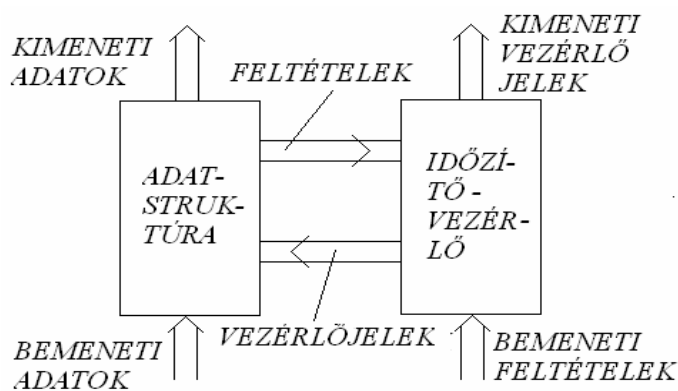 KIMENETI
ADATOK
KIMENETI
VEZÉRLŐ
JELEK
FELTÉTELEK
ADAT-
STRUK-
TÚRA
IDŐZÍ-
TŐ -
VEZÉR-
LŐ
VEZÉRLŐJELEK
BEMENETI
ADATOK
BEMENETI
FELTÉTELEK